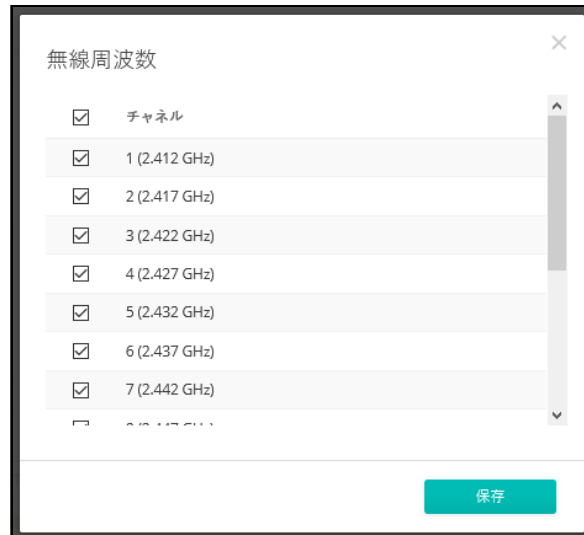 無線周波数
チャネル
1 (2.412 GHz)
2 (2.417 GHz)
3 (2.422 GHz)
4 (2.427 GHz)
5 (2.432 GHz)
6 (2.437 GHz)
7 (2.442 GHz)
保存